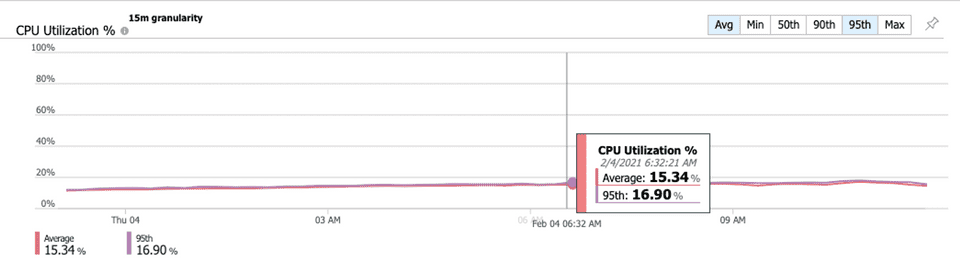 15m granularity
CPU Utilization %
Avg Min 50th 90th 95th Max
100%
80%
60%
40%
20%
0%
CPU Utilization %
2/4/2021 6:32:21 AM
Average: 15.34 %
95th: 16.90 %
Thu 04 03 AM 06 AM 09 AM
Feb 04 06:32 AM
Average 95th
15.34 % 16.90 %